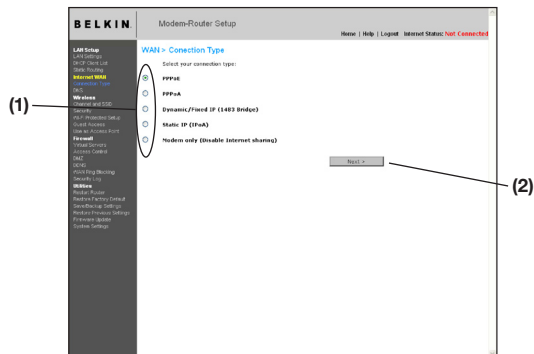 BELKIN.
Modem-Router Setup
Home | Help | Logout Internet Status: Not Connected
LAN Setup
LAN Settings
DHCP Client List
Static Routing
Internet WAN
Connection Type
DNS
Wireless
Channel and SSID
Security
Wi-Fi Protected Setup
Guest Access
Use as Access Point
Firewall
Virtual Servers
Access Control
DMZ
DDNS
WAN Ping Blocking
Security Log
Utilities
Restart Router
Restore Factory Default
Save/Backup Settings
Restore Previous Settings
Firmware Update
System Settings
WAN > Conection Type
Select your connection type:
PPPoE
PPPoA
Dynamic/Fixed IP (1483 Bridge)
Static IP (IPoA)
Modem only (Disable Internet sharing)
Next >
(1)
(2)